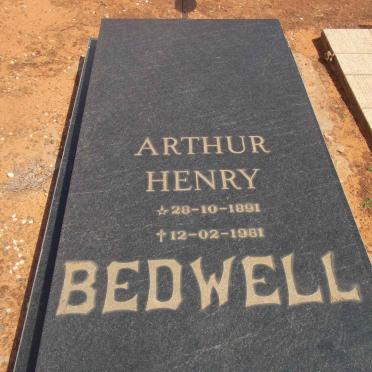 ARTHUR
HENRY
☆28-10-1891
†12-02-1981
BEDWELL